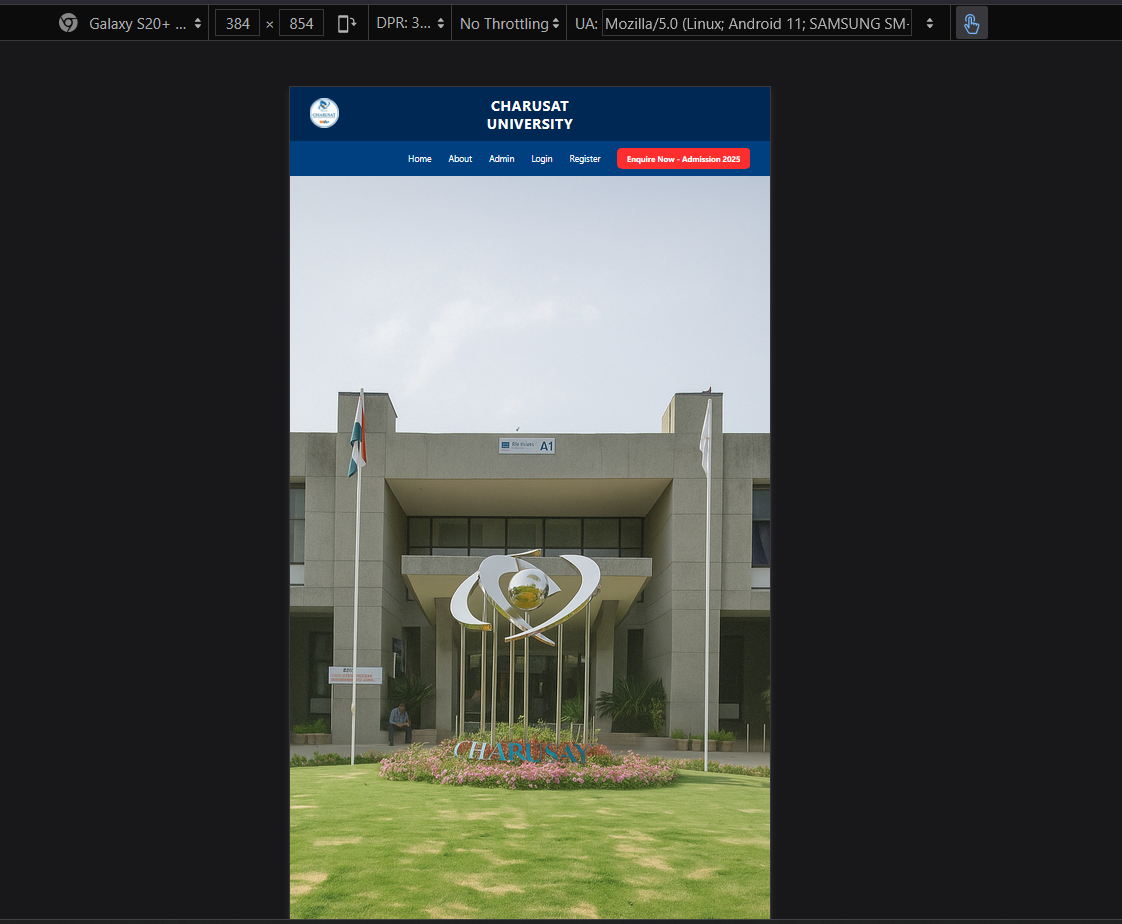 Galaxy S20+ ...
384 × 854
DPR: 3...
No Throttling
UA: Mozilla/5.0 (Linux; Android 11; SAMSUNG SM-
CHARUSAT
CHARUSAT
UNIVERSITY
Home
About
Admin
Login
Register
Enquire Now - Admission 2025
A1
CHARUSAY